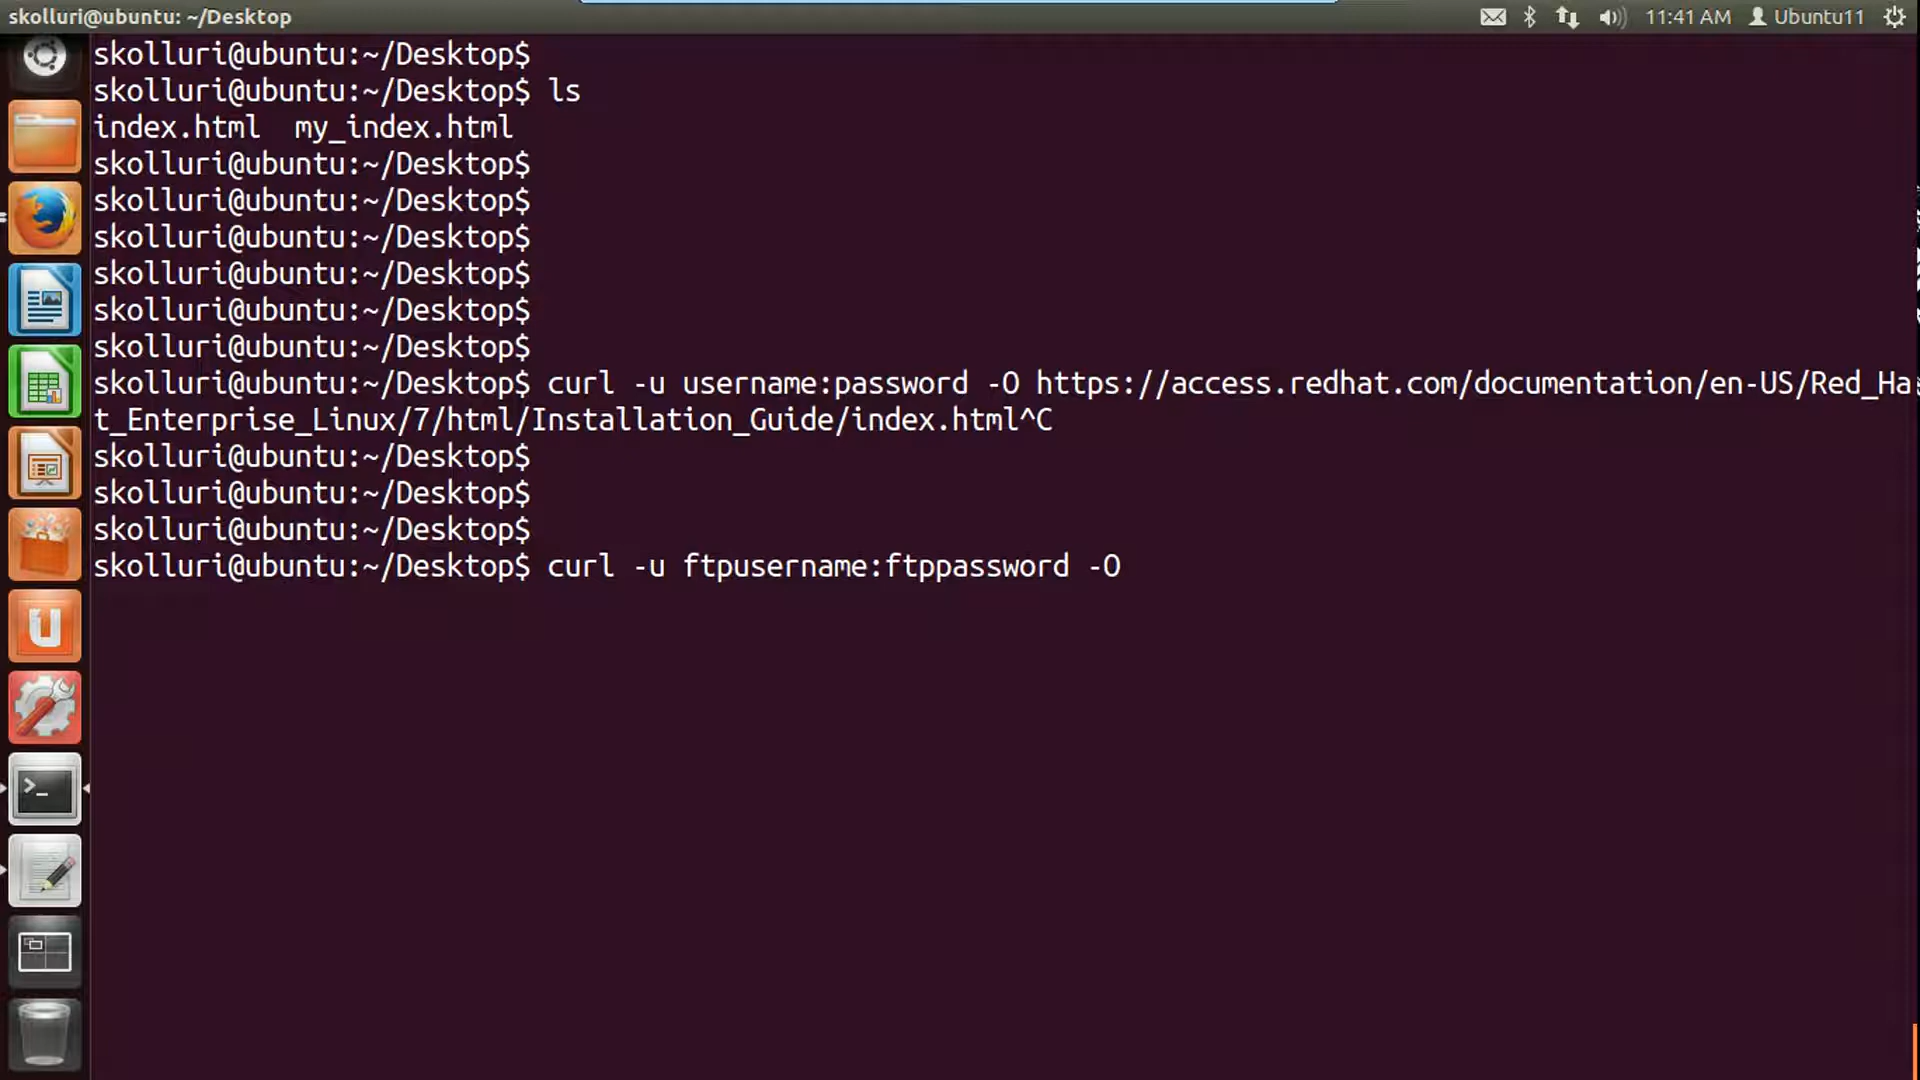 skolluri@ubuntu: ~/Desktop
11:41 AM
Ubuntu11
skolluri@ubuntu:~/Desktop$
skolluri@ubuntu:~/Desktop$ ls
index.html  my_index.html
skolluri@ubuntu:~/Desktop$
skolluri@ubuntu:~/Desktop$
skolluri@ubuntu:~/Desktop$
skolluri@ubuntu:~/Desktop$
skolluri@ubuntu:~/Desktop$
skolluri@ubuntu:~/Desktop$
skolluri@ubuntu:~/Desktop$ curl -u username:password -O https://access.redhat.com/documentation/en-US/Red_Ha
t_Enterprise_Linux/7/html/Installation_Guide/index.html^C
skolluri@ubuntu:~/Desktop$
skolluri@ubuntu:~/Desktop$
skolluri@ubuntu:~/Desktop$
skolluri@ubuntu:~/Desktop$ curl -u ftpusername:ftppassword -O